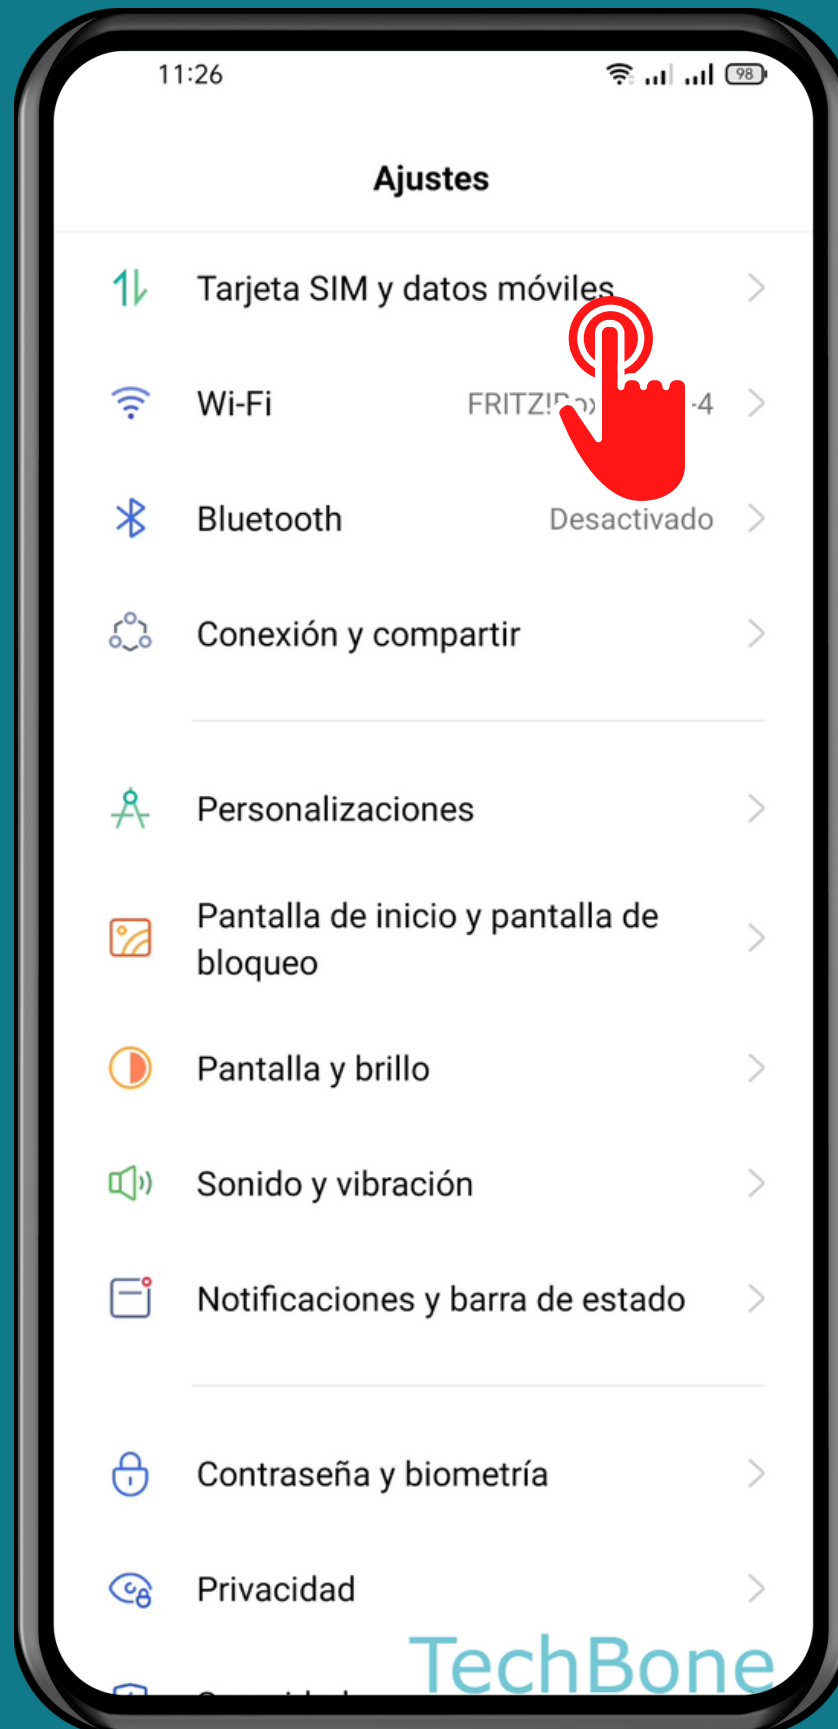 11:26
98
Ajustes
Tarjeta SIM y datos móviles
Wi-Fi
-4
Bluetooth Desactivado
Conexión y compartir
Personalizaciones
Pantalla de inicio y pantalla de
bloqueo
Pantalla y brillo
Sonido y vibración
Notificaciones y barra de estado
Contraseña y biometría
Privacidad
TechBone